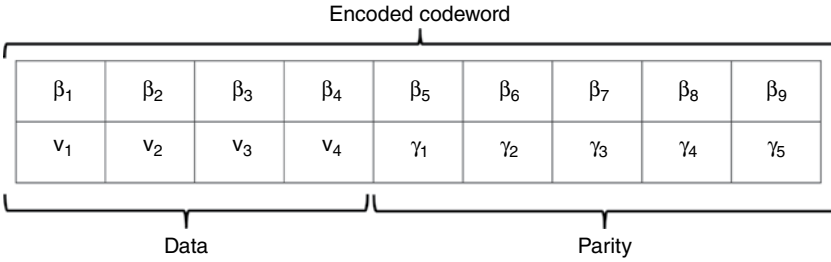 Encoded codeword
β₁ β₂ β₃ β₄ β₅ β₆ β₇ β₈ β₉
v₁ v₂ v₃ v₄ γ₁ γ₂ γ₃ γ₄ γ₅
Data Parity